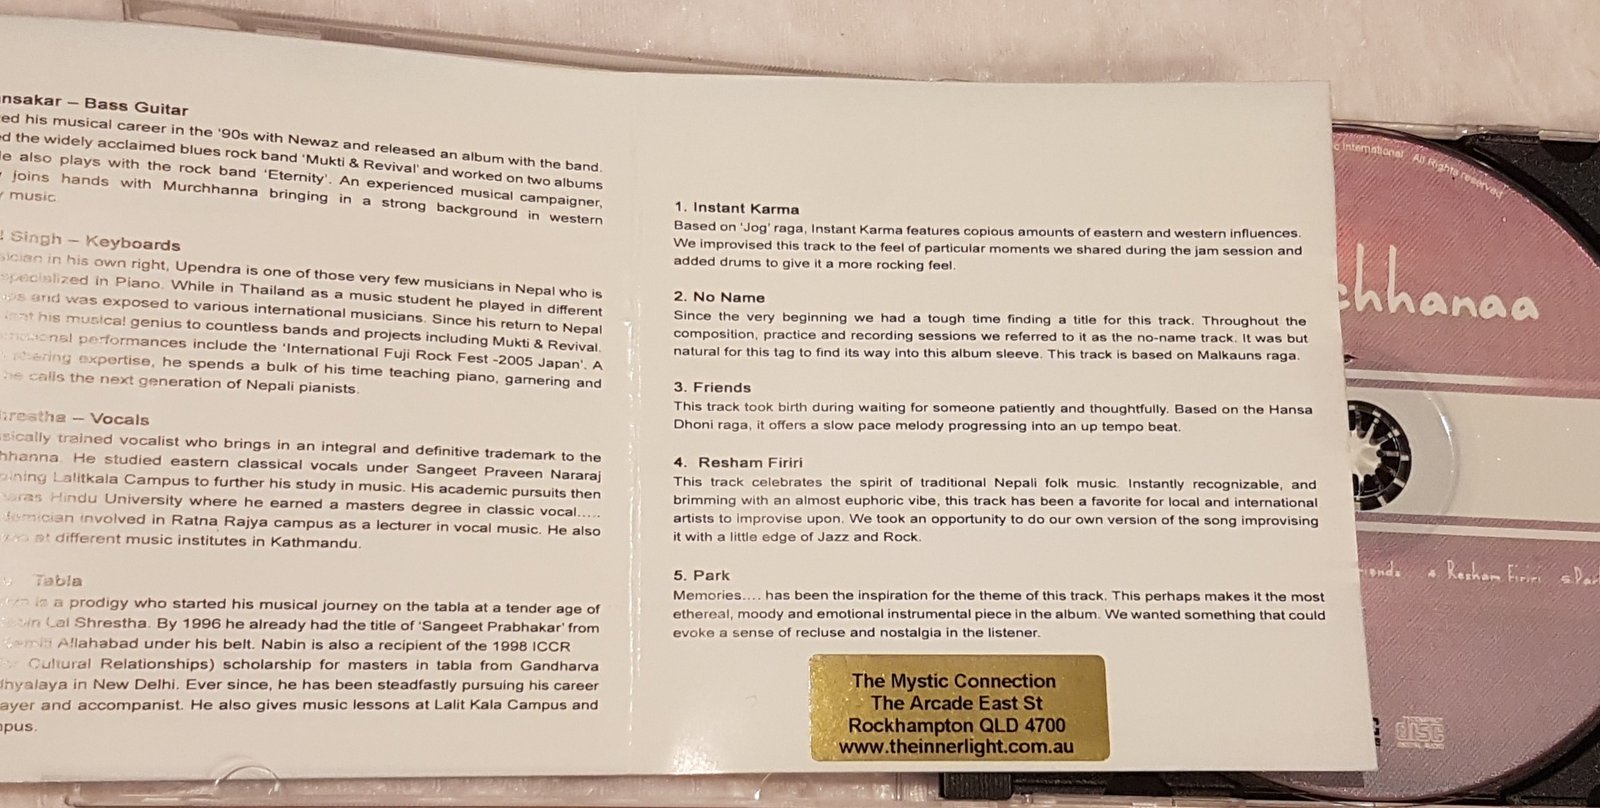 nsakar – Bass Guitar
ed his musical career in the '90s with Newaz and released an album with the band.
ed the widely acclaimed blues rock band 'Mukti & Revival' and worked on two albums
le also plays with the rock band 'Eternity'. An experienced musical campaigner,
joins hands with Murchhanna bringing in a strong background in western
music.
Singh – Keyboards
sician in his own right, Upendra is one of those very few musicians in Nepal who is
specialized in Piano. While in Thailand as a music student he played in different
and was exposed to various international musicians. Since his return to Nepal
his musical genius to countless bands and projects including Mukti & Revival.
performances include the 'International Fuji Rock Fest -2005 Japan'. A
expertise, he spends a bulk of his time teaching piano, garnering and
he calls the next generation of Nepali pianists.
hrestha – Vocals
ssically trained vocalist who brings in an integral and definitive trademark to the
hhanna. He studied eastern classical vocals under Sangeet Praveen Nararaj
oining Lalitkala Campus to further his study in music. His academic pursuits then
aras Hindu University where he earned a masters degree in classic vocal.....
involved in Ratna Rajya campus as a lecturer in vocal music. He also
at different music institutes in Kathmandu.
Tabla
is a prodigy who started his musical journey on the tabla at a tender age of
Lal Shrestha. By 1996 he already had the title of 'Sangeet Prabhakar' from
Allahabad under his belt. Nabin is also a recipient of the 1998 ICCR
Cultural Relationships) scholarship for masters in tabla from Gandharva
dhyalaya in New Delhi. Ever since, he has been steadfastly pursuing his career
ayer and accompanist. He also gives music lessons at Lalit Kala Campus and
mpus.
1. Instant Karma
Based on 'Jog' raga, Instant Karma features copious amounts of eastern and western influences.
We improvised this track to the feel of particular moments we shared during the jam session and
added drums to give it a more rocking feel.
2. No Name
Since the very beginning we had a tough time finding a title for this track. Throughout the
composition, practice and recording sessions we referred to it as the no-name track. It was but
natural for this tag to find its way into this album sleeve. This track is based on Malkauns raga.
3. Friends
This track took birth during waiting for someone patiently and thoughtfully. Based on the Hansa
Dhoni raga, it offers a slow pace melody progressing into an up tempo beat.
4. Resham Firiri
This track celebrates the spirit of traditional Nepali folk music. Instantly recognizable, and
brimming with an almost euphoric vibe, this track has been a favorite for local and international
artists to improvise upon. We took an opportunity to do our own version of the song improvising
it with a little edge of Jazz and Rock.
5. Park
Memories.... has been the inspiration for the theme of this track. This perhaps makes it the most
ethereal, moody and emotional instrumental piece in the album. We wanted something that could
evoke a sense of recluse and nostalgia in the listener.
The Mystic Connection
The Arcade East St
Rockhampton QLD 4700
www.theinnerlight.com.au
c International All Rights reserved
chhanaa
iends 4. Resham Firiri 5.Par
COMPACT
disc
DIGITAL AUDIO